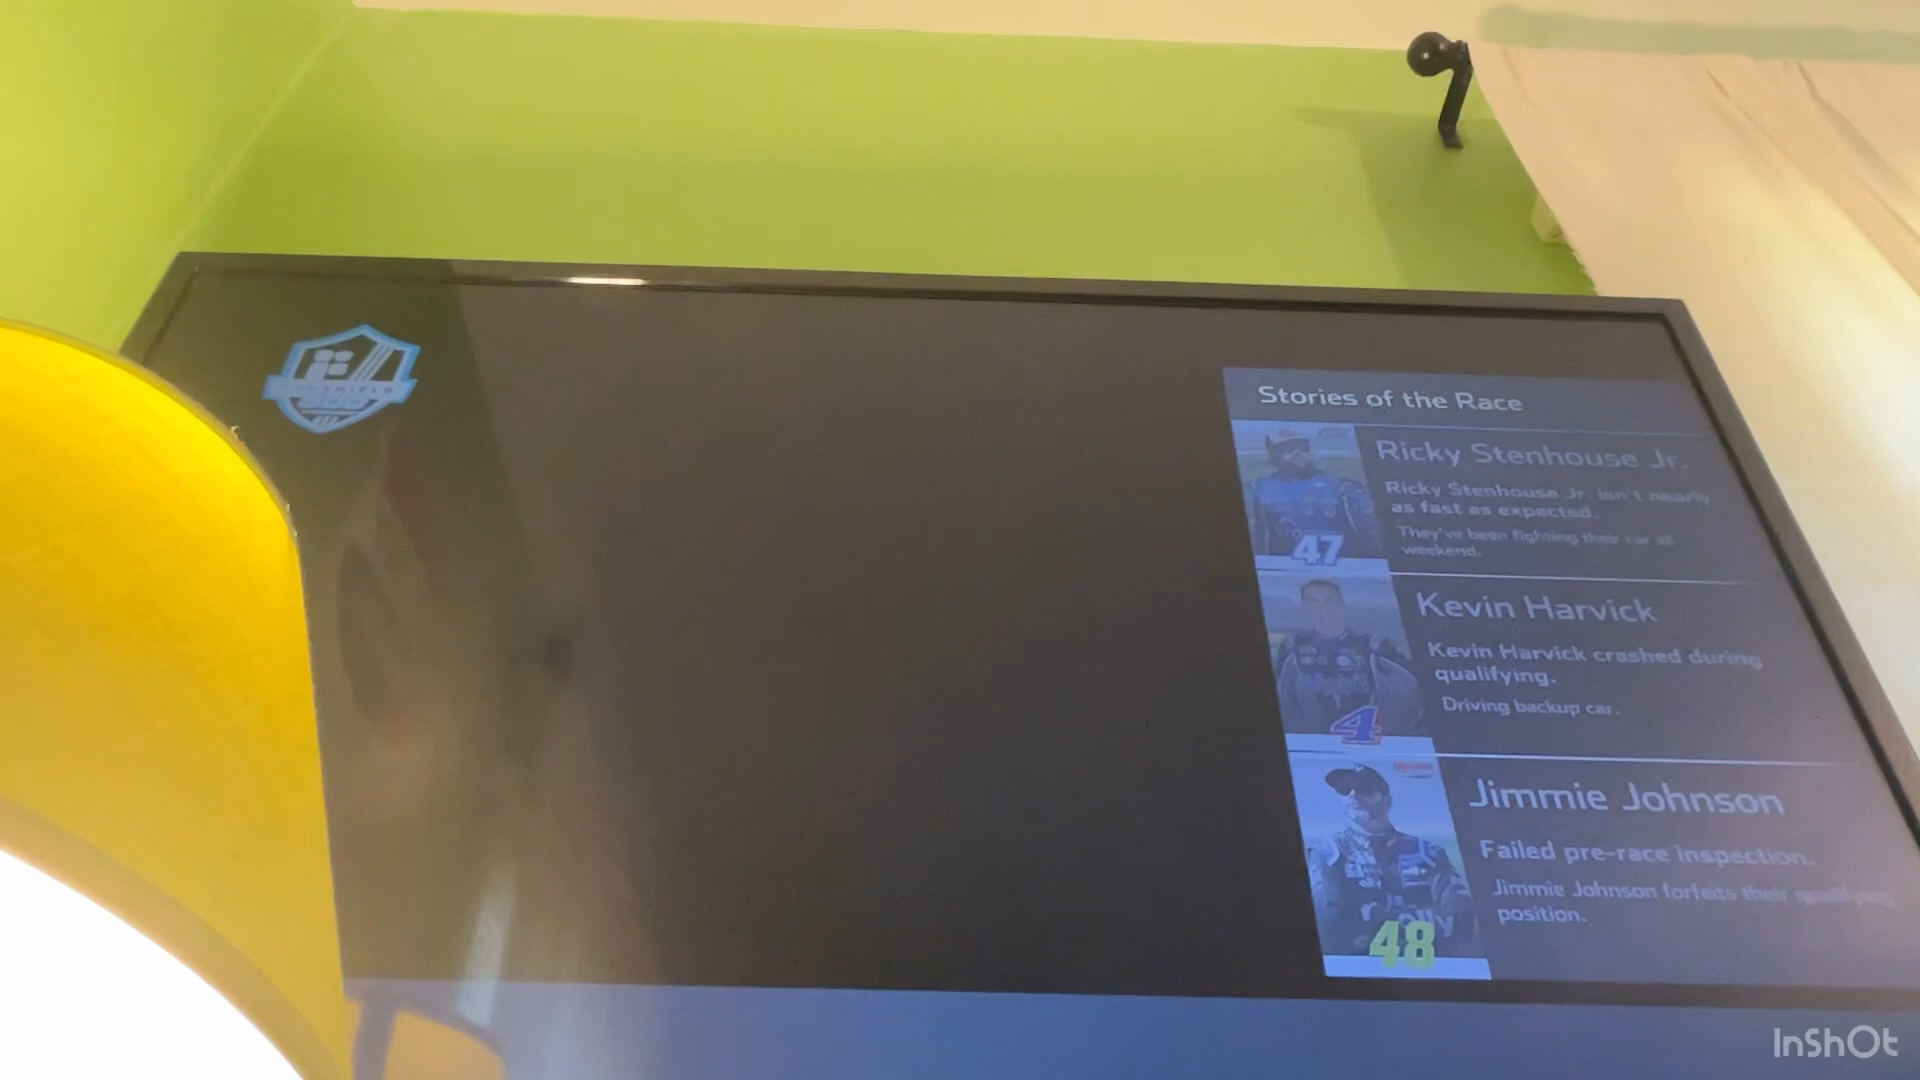 Stories of the Race
Ricky Stenhouse Jr.
Ricky Stenhouse Jr. isn't nearly
as fast as expected.
They've been fighting their car all
weekend.
47
Kevin Harvick
Kevin Harvick crashed during
qualifying.
Driving backup car.
4
Jimmie Johnson
Failed pre-race inspection.
Jimmie Johnson forfeits their qualifying
position.
48
InShOt